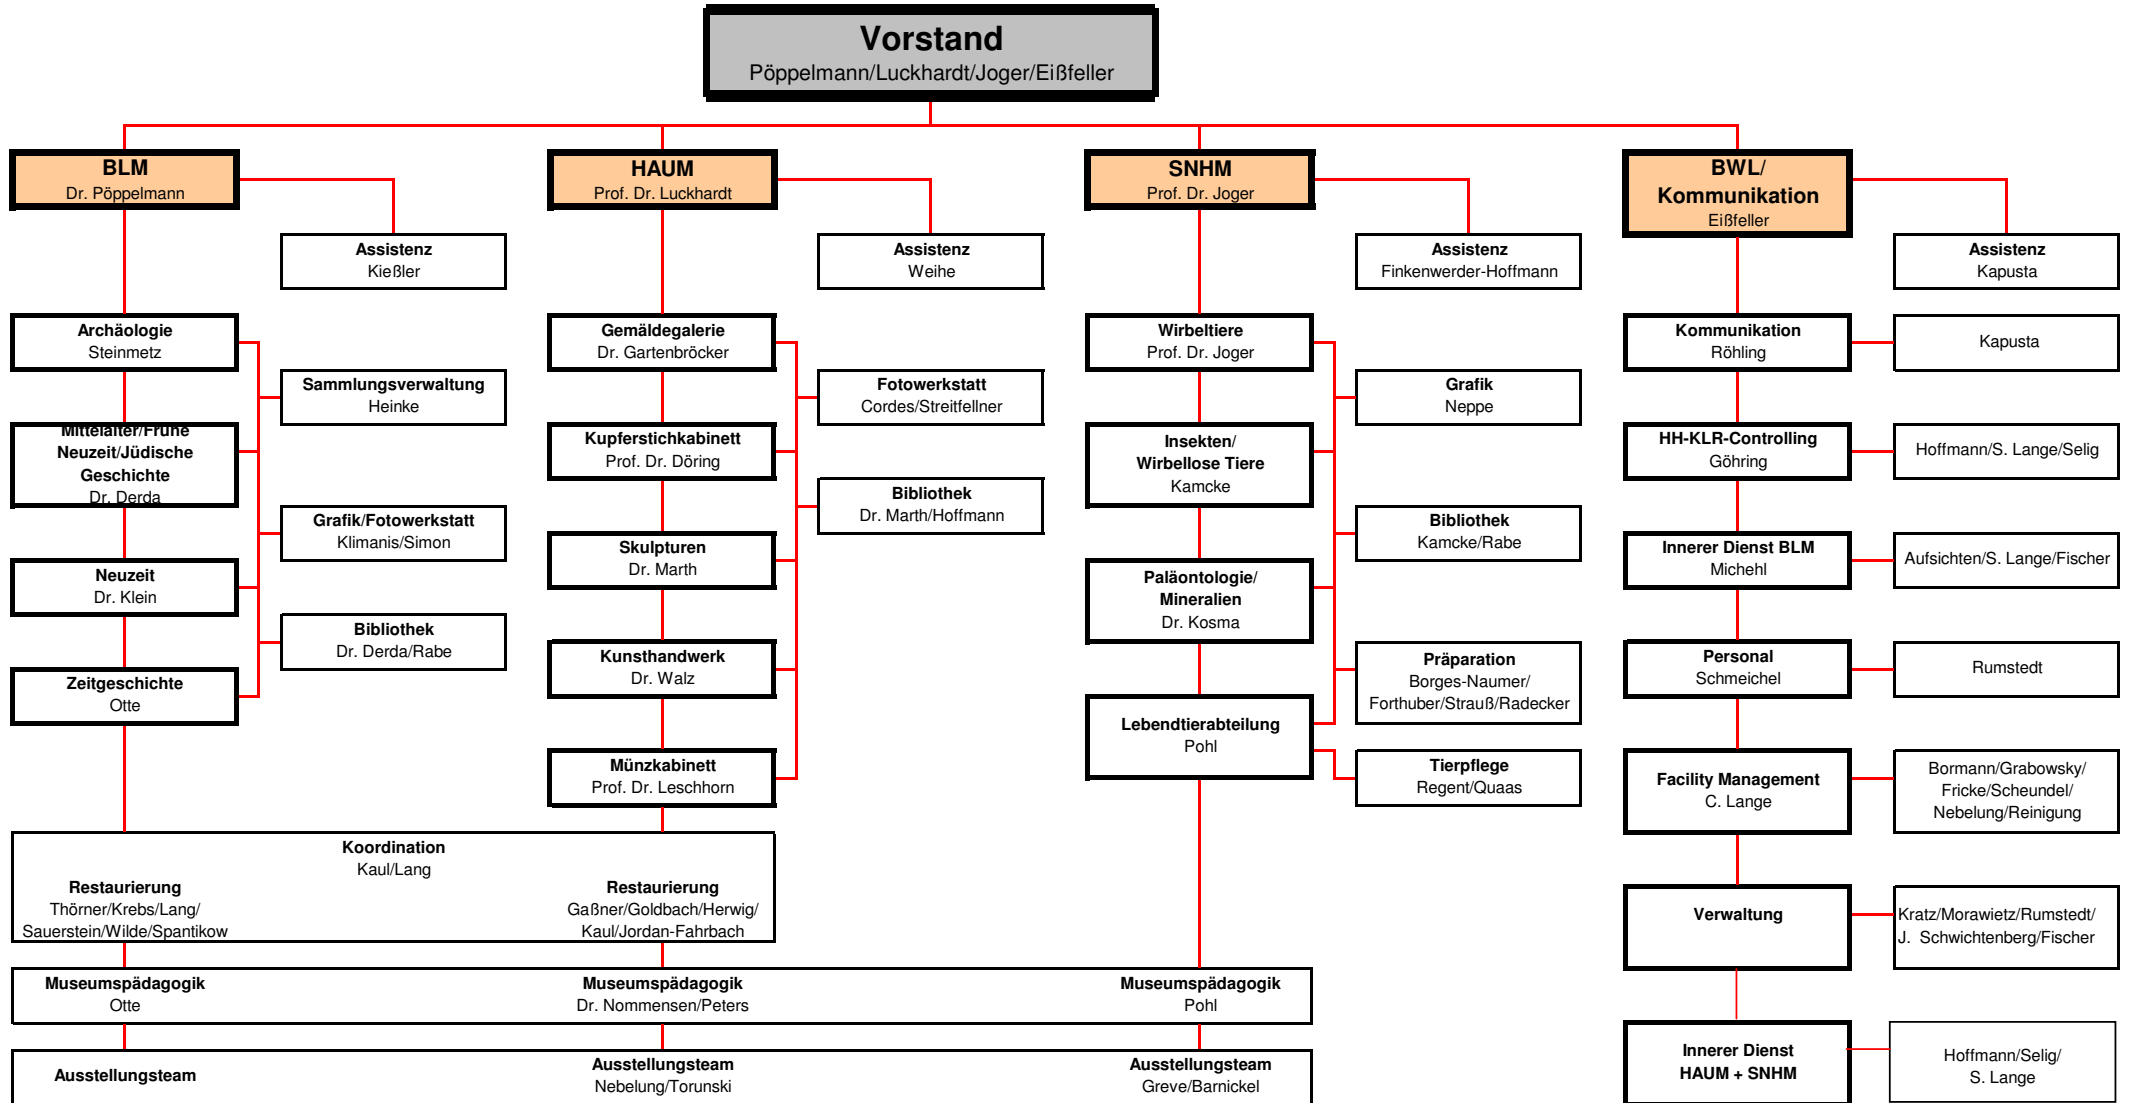 Vorstand
Pöppelmann/Luckhardt/Joger/Eißfeller
BLM
Dr. Pöppelmann
Assistenz
Kießler
Archäologie
Steinmetz
Sammlungsverwaltung
Heinke
Mittelalter/Frühe
Neuzeit/Jüdische
Geschichte
Dr. Derda
Grafik/Fotowerkstatt
Klimanis/Simon
Neuzeit
Dr. Klein
Bibliothek
Dr. Derda/Rabe
Zeitgeschichte
Otte
HAUM
Prof. Dr. Luckhardt
Assistenz
Weihe
Gemäldegalerie
Dr. Gartenbröcker
Fotowerkstatt
Cordes/Streitfellner
Kupferstichkabinett
Prof. Dr. Döring
Bibliothek
Dr. Marth/Hoffmann
Skulpturen
Dr. Marth
Kunsthandwerk
Dr. Walz
Münzkabinett
Prof. Dr. Leschhorn
Koordination
Kaul/Lang
Restaurierung
Thörner/Krebs/Lang/
Sauerstein/Wilde/Spantikow
Restaurierung
Gaßner/Goldbach/Herwig/
Kaul/Jordan-Fahrbach
SNHM
Prof. Dr. Joger
Assistenz
Finkenwerder-Hoffmann
Wirbeltiere
Prof. Dr. Joger
Grafik
Neppe
Insekten/
Wirbellose Tiere
Kamcke
Bibliothek
Kamcke/Rabe
Paläontologie/
Mineralien
Dr. Kosma
Präparation
Borges-Naumer/
Forthuber/Strauß/Radecker
Lebendtierabteilung
Pohl
Tierpflege
Regent/Quaas
Museumspädagogik
Otte
Museumspädagogik
Dr. Nommensen/Peters
Museumspädagogik
Pohl
Ausstellungsteam
Ausstellungsteam
Nebelung/Torunski
Ausstellungsteam
Greve/Barnickel
BWL/
Kommunikation
Eißfeller
Assistenz
Kapusta
Kommunikation
Röhling
Kapusta
HH-KLR-Controlling
Göhring
Hoffmann/S. Lange/Selig
Innerer Dienst BLM
Michehl
Aufsichten/S. Lange/Fischer
Personal
Schmeichel
Rumstedt
Facility Management
C. Lange
Bormann/Grabowsky/
Fricke/Scheundel/
Nebelung/Reinigung
Verwaltung
Kratz/Morawietz/Rumstedt/
J. Schwichtenberg/Fischer
Innerer Dienst
HAUM + SNHM
Hoffmann/Selig/
S. Lange